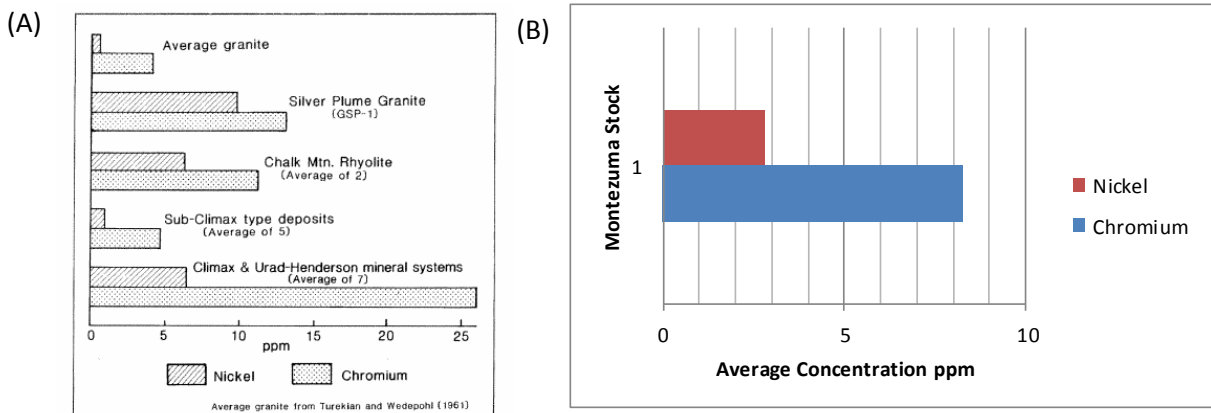 (A)
Average granite
Silver Plume Granite
(GSP-1)
Chalk Mtn. Rhyolite
(Average of 2)
Sub-Climax type deposits
(Average of 5)
Climax & Urad-Henderson mineral systems
(Average of 7)
0 5 10 15 20 25
ppm
Nickel Chromium
Average granite from Turekian and Wedepohl (1961)
(B)
Montezuma Stock
1
Nickel
Chromium
0 5 10
Average Concentration ppm